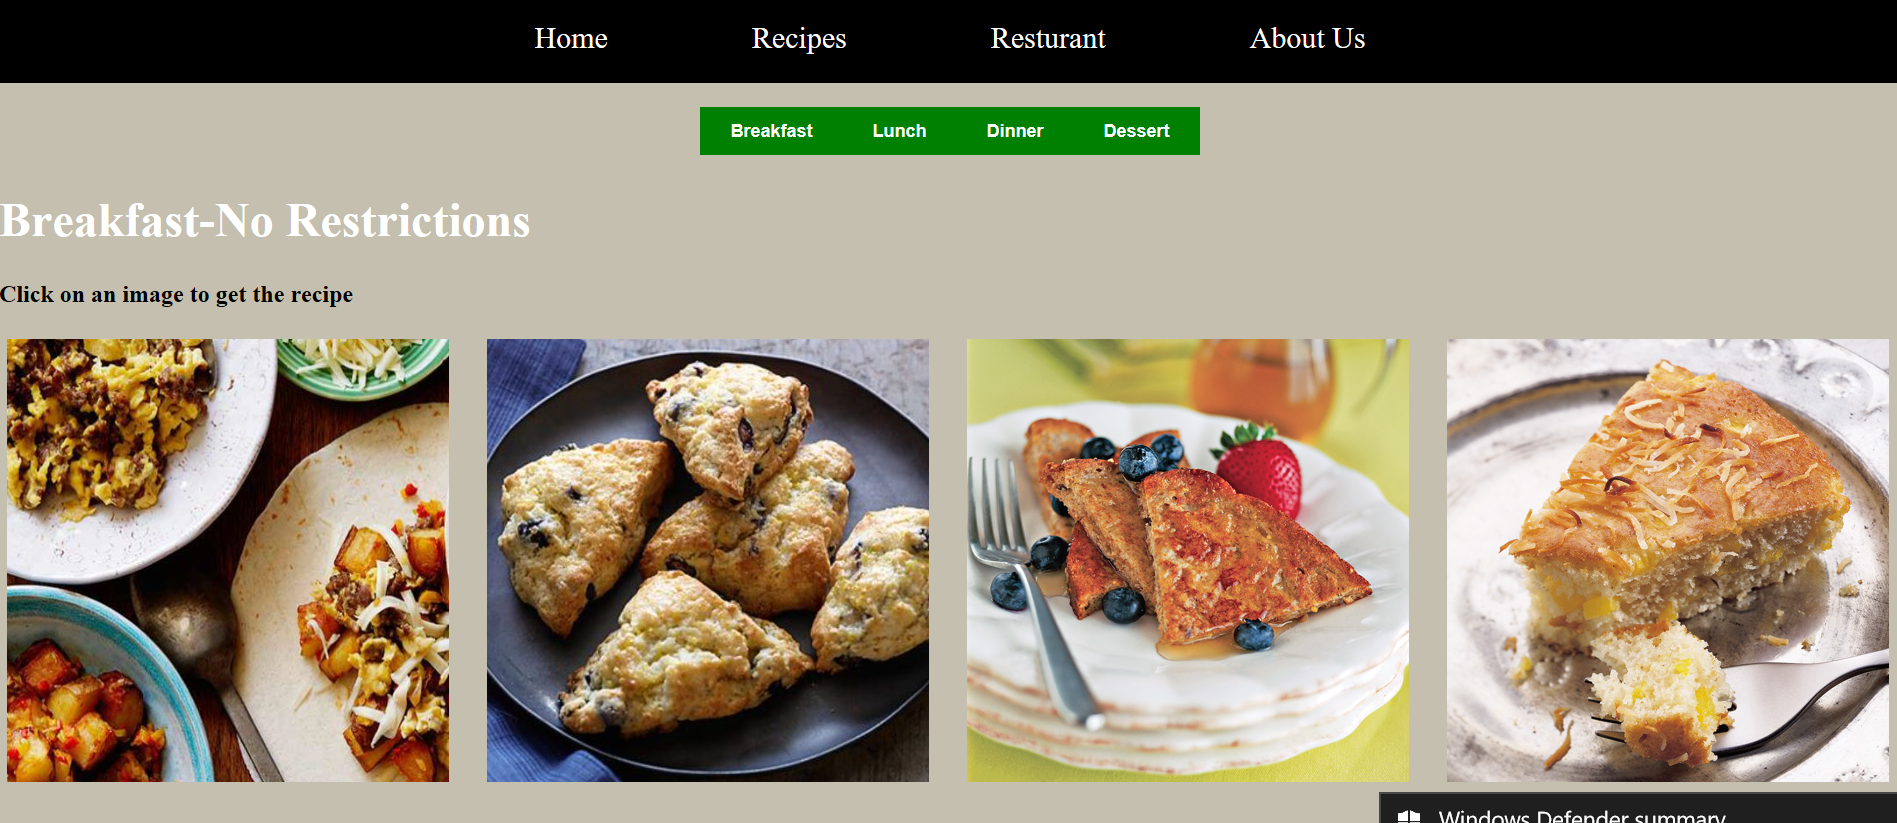 Home Recipes Resturant About Us
Breakfast Lunch Dinner Dessert
Breakfast-No Restrictions
Click on an image to get the recipe
Windows Defender summary